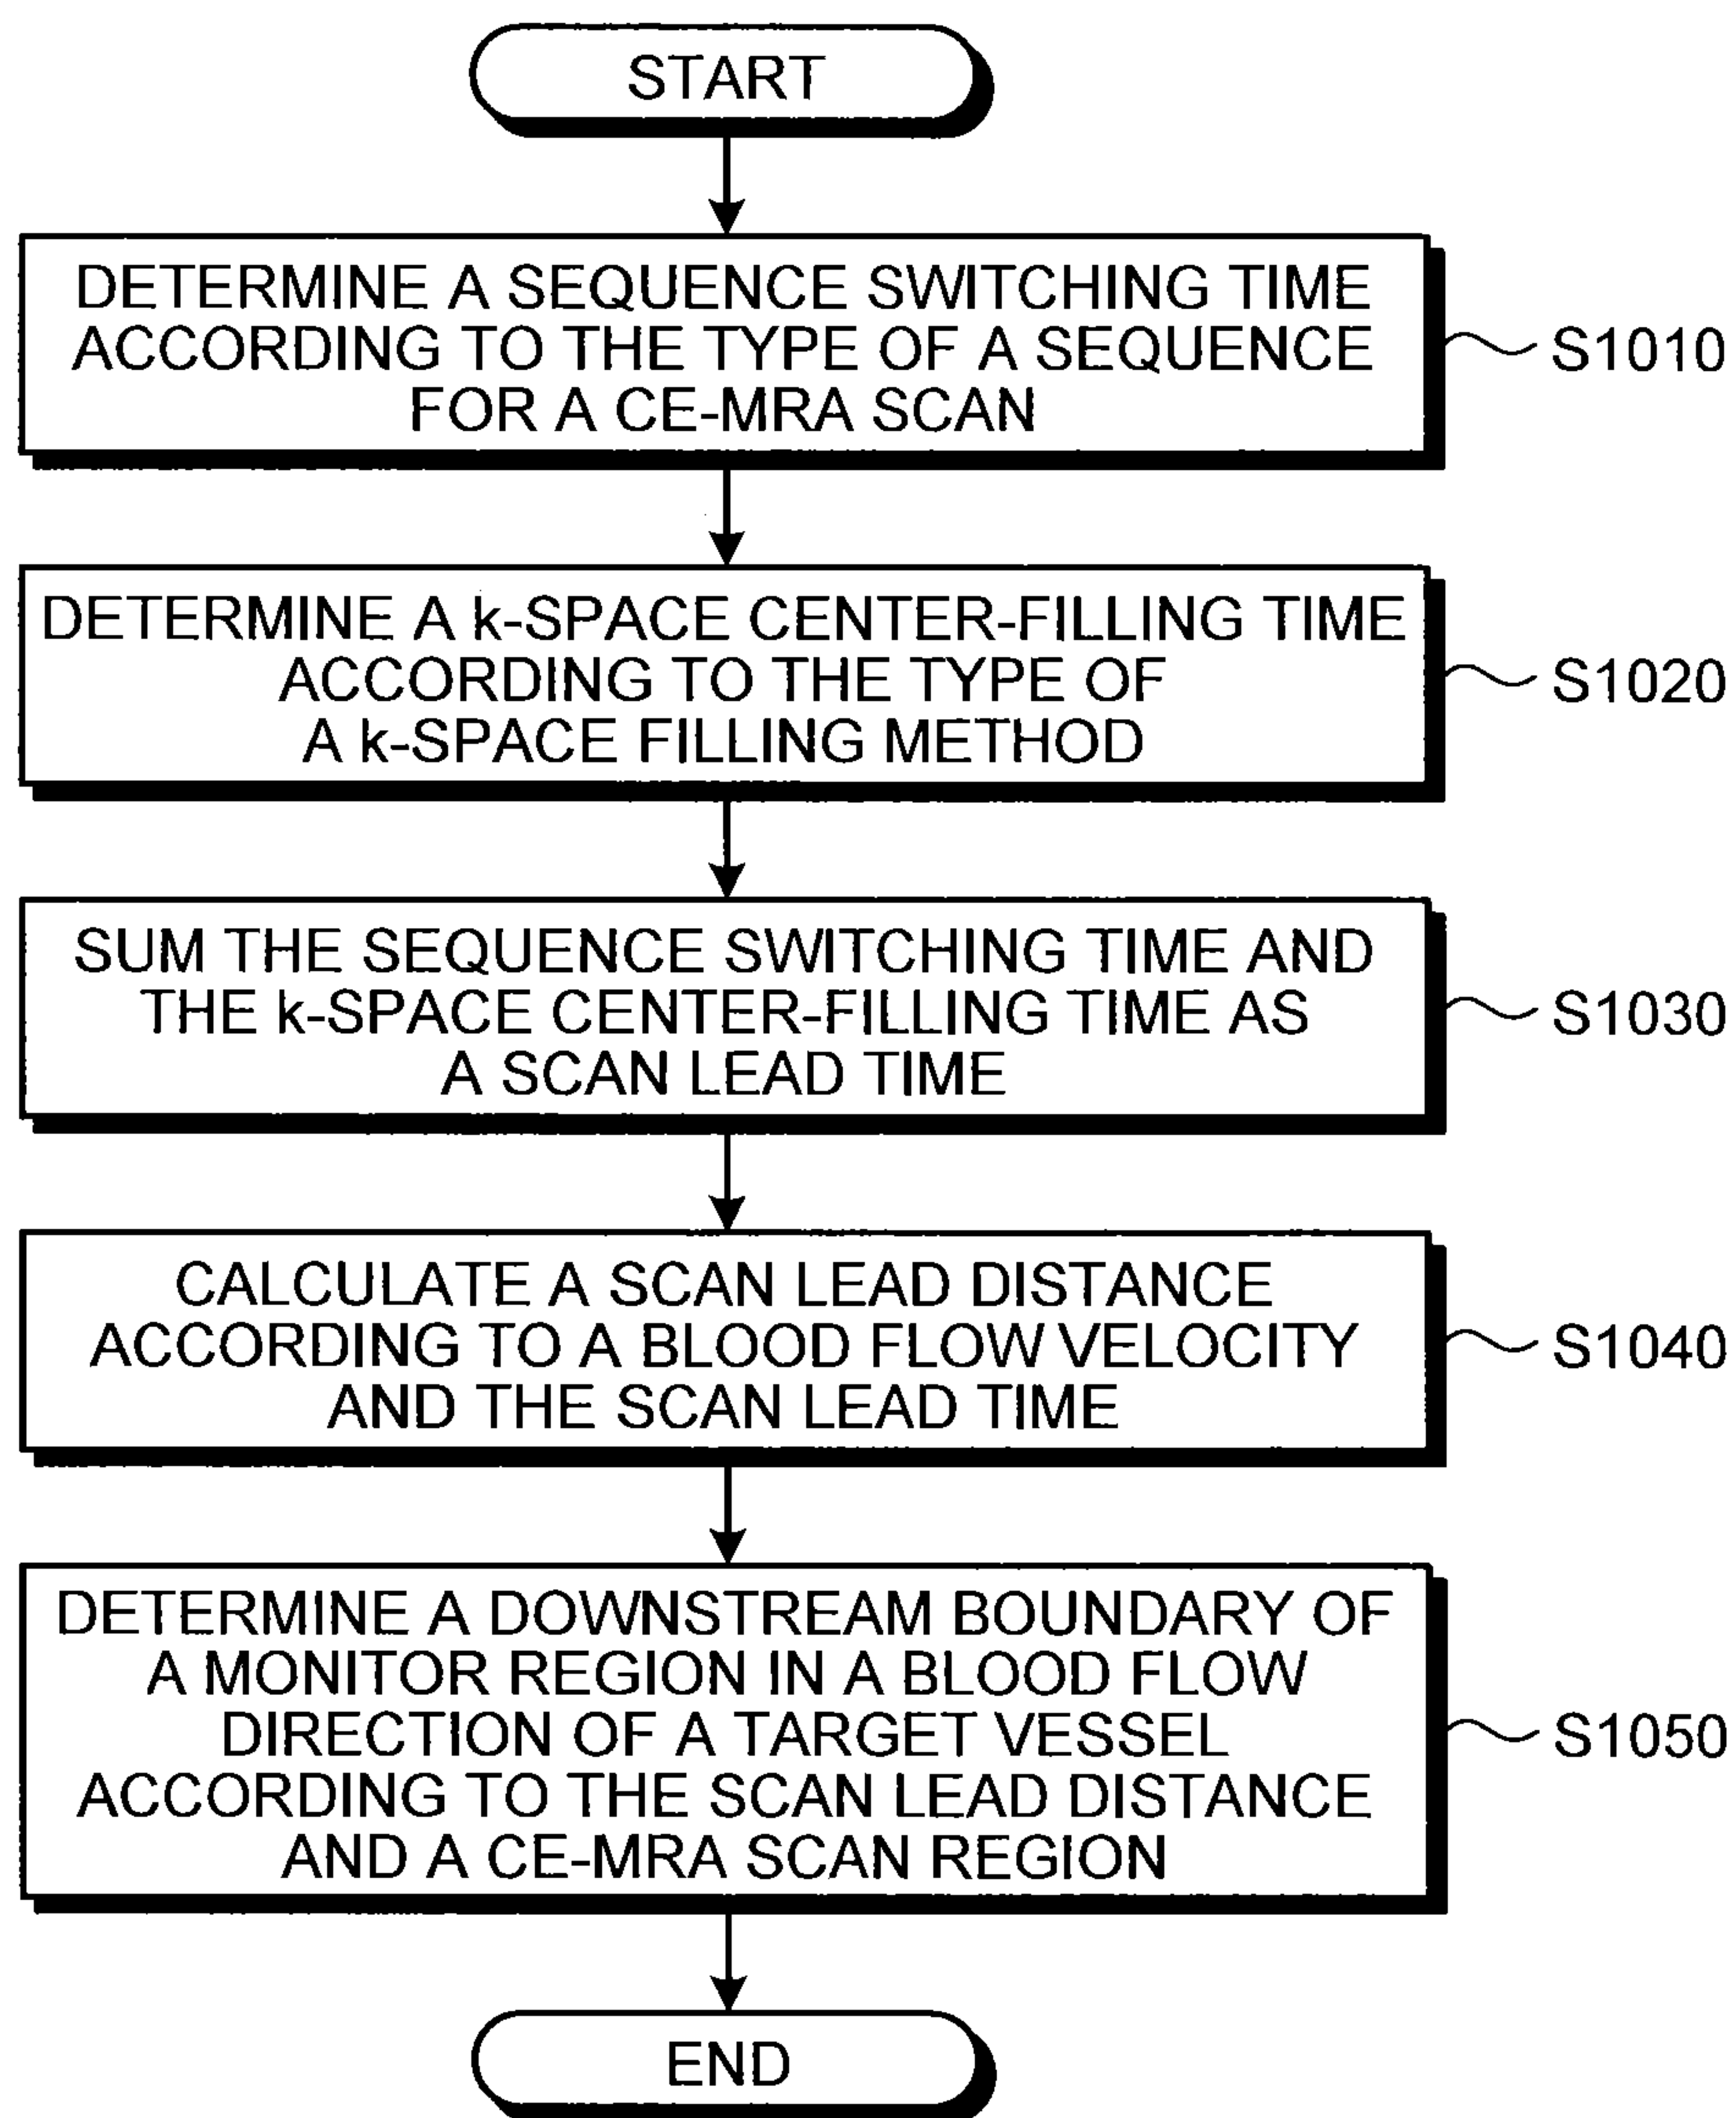 START
DETERMINE A SEQUENCE SWITCHING TIME
ACCORDING TO THE TYPE OF A SEQUENCE
FOR A CE-MRA SCAN
S1010
DETERMINE A k-SPACE CENTER-FILLING TIME
ACCORDING TO THE TYPE OF
A k-SPACE FILLING METHOD
S1020
SUM THE SEQUENCE SWITCHING TIME AND
THE k-SPACE CENTER-FILLING TIME AS
A SCAN LEAD TIME
S1030
CALCULATE A SCAN LEAD DISTANCE
ACCORDING TO A BLOOD FLOW VELOCITY
AND THE SCAN LEAD TIME
S1040
DETERMINE A DOWNSTREAM BOUNDARY OF
A MONITOR REGION IN A BLOOD FLOW
DIRECTION OF A TARGET VESSEL
ACCORDING TO THE SCAN LEAD DISTANCE
AND A CE-MRA SCAN REGION
S1050
END